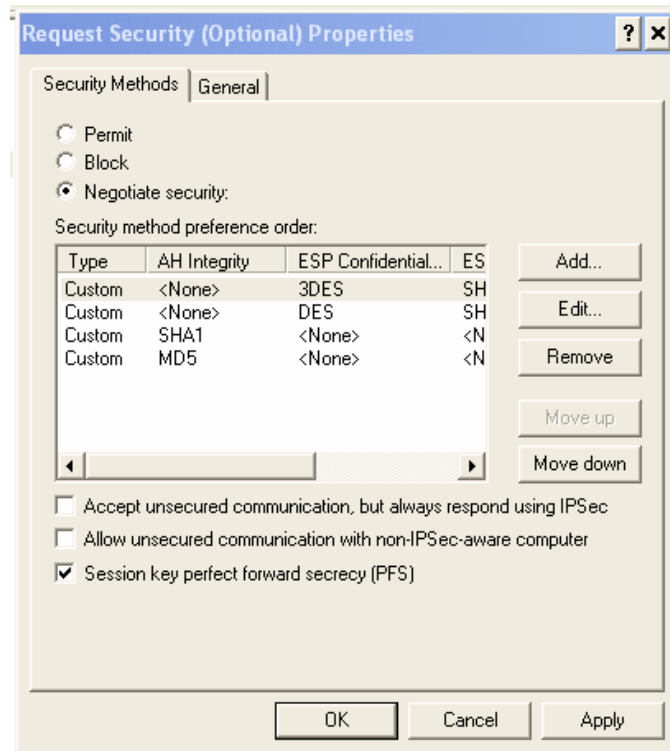 Request Security (Optional) Properties ? ×
Security Methods General
Permit
Block
Negotiate security:
Security method preference order:
Type AH Integrity ESP Confidential... ES
Custom <None> 3DES SH
Custom <None> DES SH
Custom SHA1 <None> <N
Custom MD5 <None> <N
Add...
Edit...
Remove
Move up
Move down
Accept unsecured communication, but always respond using IPSec
Allow unsecured communication with non-IPSec-aware computer
Session key perfect forward secrecy (PFS)
OK Cancel Apply